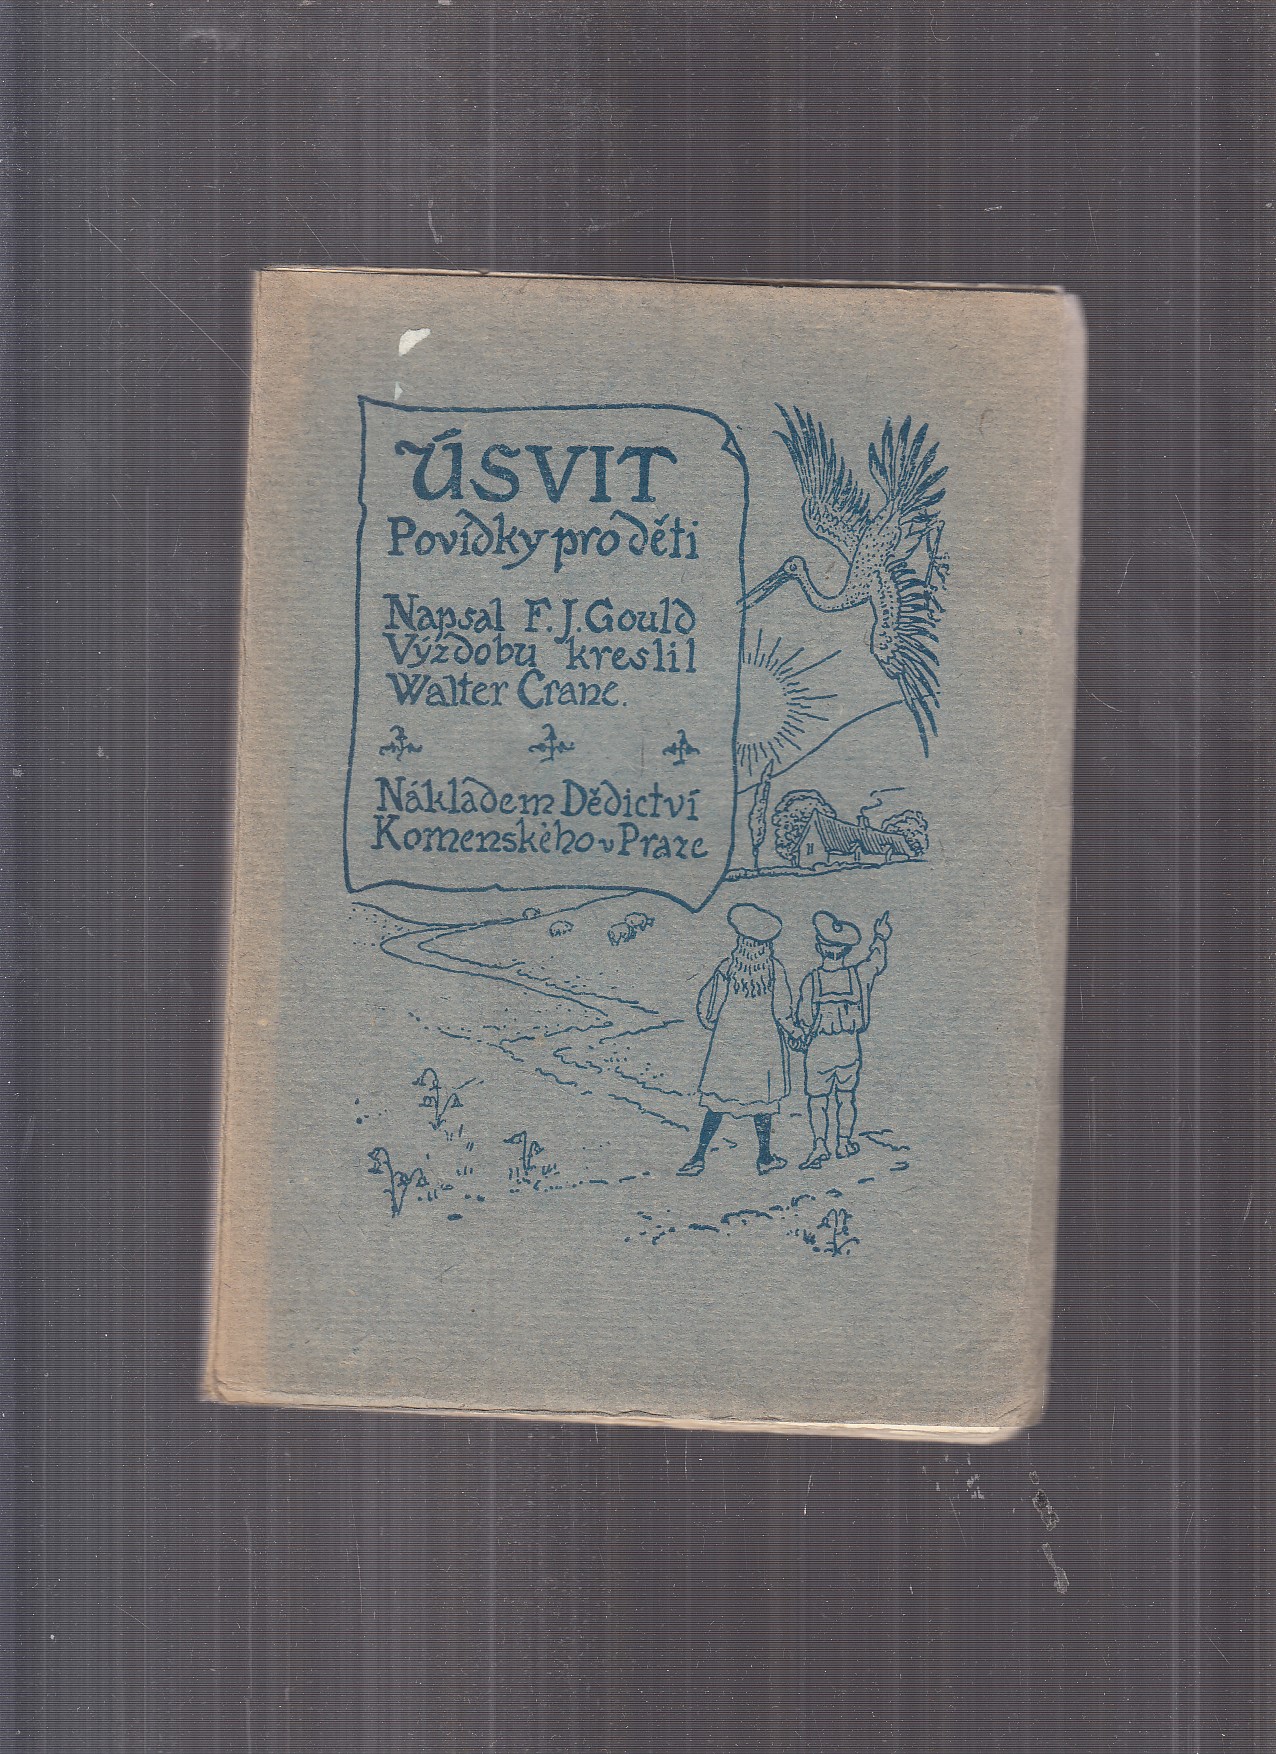 ÚSVIT
Povídky pro děti
Napsal F. J. Gould
Výzdobu kreslil
Walter Crane.
Nákladem Dědictví
Komenského v Praze